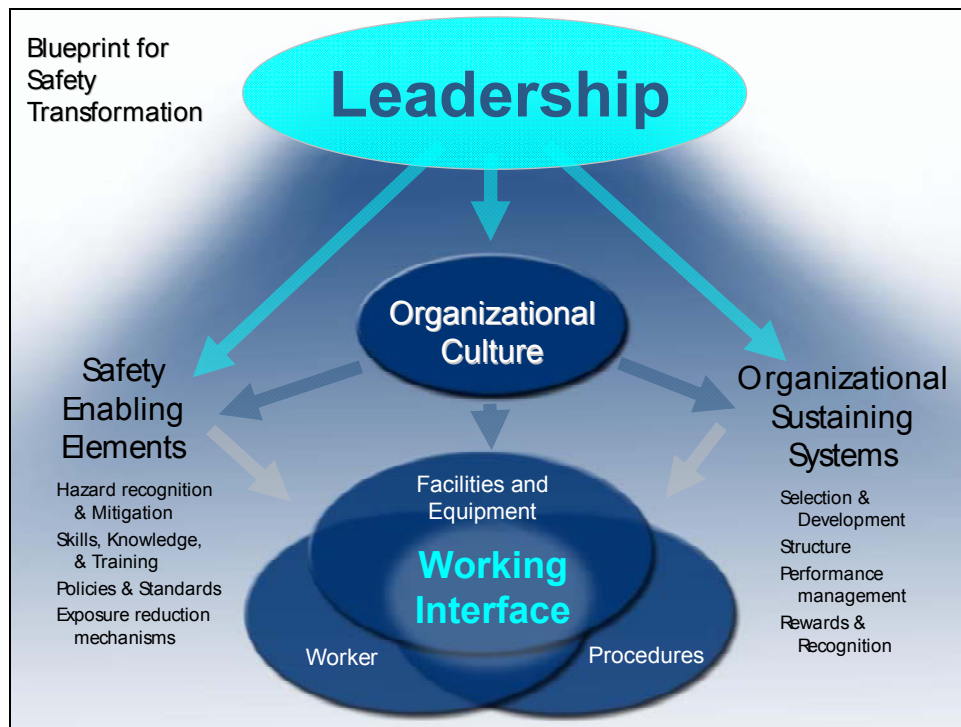 Blueprint for
Safety
Transformation
Leadership
Organizational
Culture
Safety
Enabling
Elements
Hazard recognition
& Mitigation
Skills, Knowledge,
& Training
Policies & Standards
Exposure reduction
mechanisms
Organizational
Sustaining
Systems
Selection &
Development
Structure
Performance
management
Rewards &
Recognition
Facilities and
Equipment
Working
Interface
Worker
Procedures